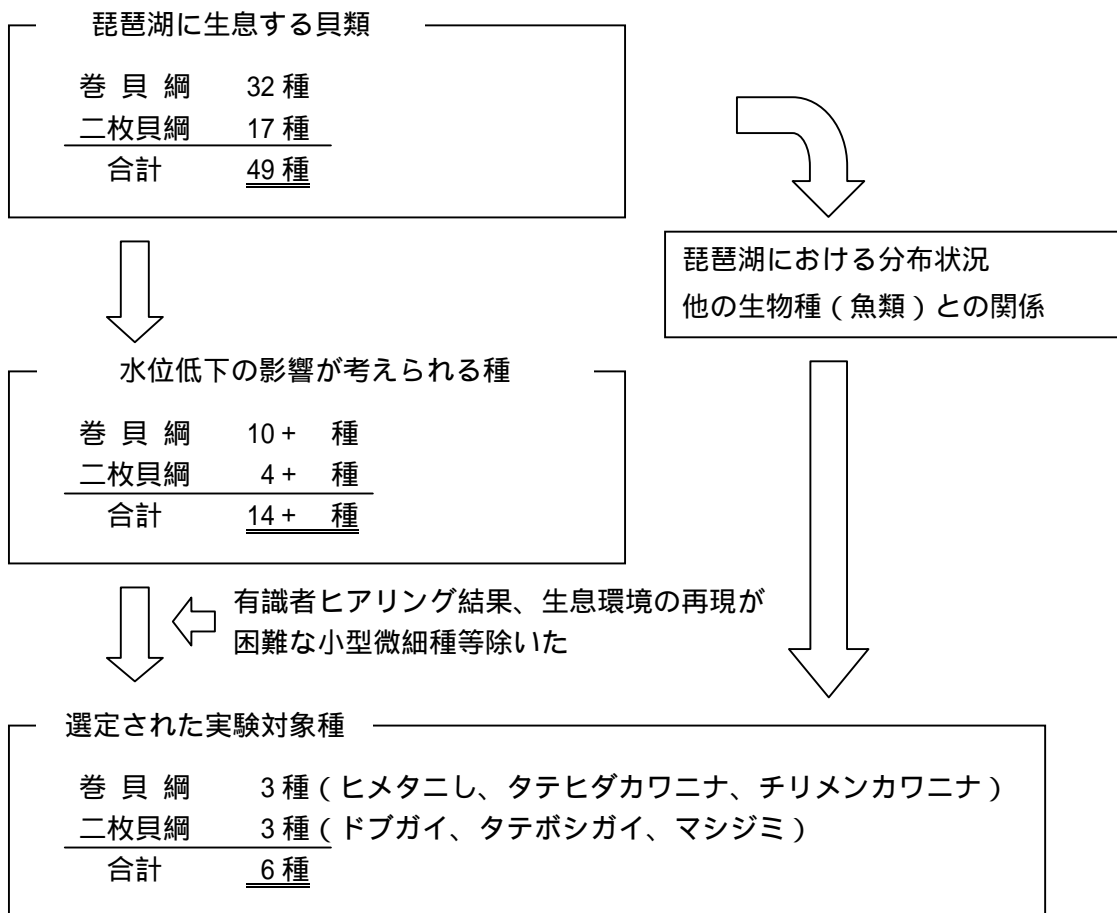 琵琶湖に生息する貝類
巻 貝 綱 32 種
二枚貝綱 17 種
合計 49 種
琵琶湖における分布状況
他の生物種（魚類）との関係
水位低下の影響が考えられる種
巻 貝 綱 10 + 種
二枚貝綱 4 + 種
合計 14 + 種
有識者ヒアリング結果、生息環境の再現が
困難な小型微細種等除いた
選定された実験対象種
巻 貝 綱 3 種（ヒメタニし、タテヒダカワニナ、チリメンカワニナ）
二枚貝綱 3 種（ドブガイ、タテボシガイ、マシジミ）
合計 6 種